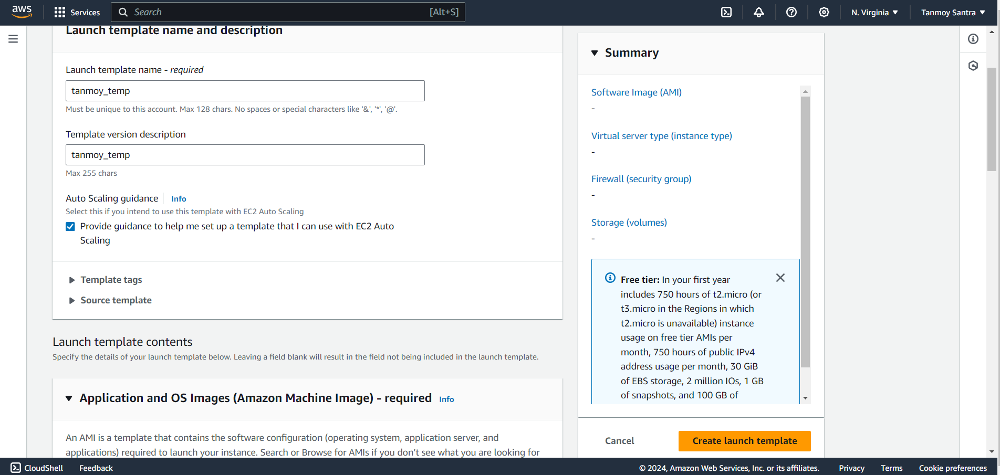 aws
Services
Search
[Alt+S]
N. Virginia
Tanmoy Santra
Launch template name and description
Launch template name - required
tanmoy_temp
Must be unique to this account. Max 128 chars. No spaces or special characters like '&', '*', '@'.
Template version description
tanmoy_temp
Max 255 chars
Auto Scaling guidance
Info
Select this if you intend to use this template with EC2 Auto Scaling
Provide guidance to help me set up a template that I can use with EC2 Auto
Scaling
Template tags
Source template
Launch template contents
Specify the details of your launch template below. Leaving a field blank will result in the field not being included in the launch template.
Application and OS Images (Amazon Machine Image) - required
Info
An AMI is a template that contains the software configuration (operating system, application server, and
applications) required to launch your instance. Search or Browse for AMIs if you don’t see what you are looking for
Summary
Software Image (AMI)
-
Virtual server type (instance type)
-
Firewall (security group)
-
Storage (volumes)
-
Free tier: In your first year
includes 750 hours of t2.micro (or
t3.micro in the Regions in which
t2.micro is unavailable) instance
usage on free tier AMIs per
month, 750 hours of public IPv4
address usage per month, 30 GiB
of EBS storage, 2 million IOs, 1 GB
of snapshots, and 100 GB of
Cancel
Create launch template
CloudShell
Feedback
© 2024, Amazon Web Services, Inc. or its affiliates.
Privacy
Terms
Cookie preferences